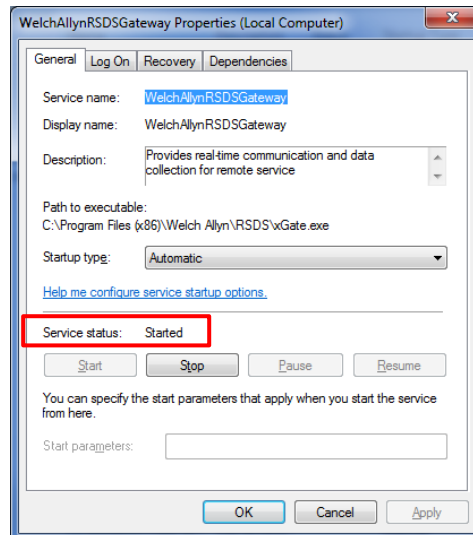 WelchAllynRSDSGateway Properties (Local Computer)
General Log On Recovery Dependencies
Service name: WelchAllynRSDSGateway
Display name: WelchAllynRSDSGateway
Description: Provides real-time communication and data
collection for remote service
Path to executable:
C:\Program Files (x86)\Welch Allyn\RSDS\xGate.exe
Startup type: Automatic
Help me configure service startup options.
Service status: Started
Start Stop Pause Resume
You can specify the start parameters that apply when you start the service
from here.
Start parameters:
OK Cancel Apply